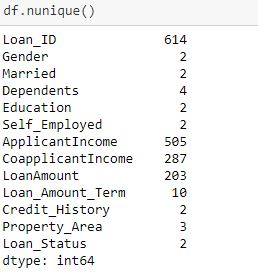 df.nunique()
Loan_ID 614
Gender 2
Married 2
Dependents 4
Education 2
Self_Employed 2
ApplicantIncome 505
CoapplicantIncome 287
LoanAmount 203
Loan_Amount_Term 10
Credit_History 2
Property_Area 3
Loan_Status 2
dtype: int64